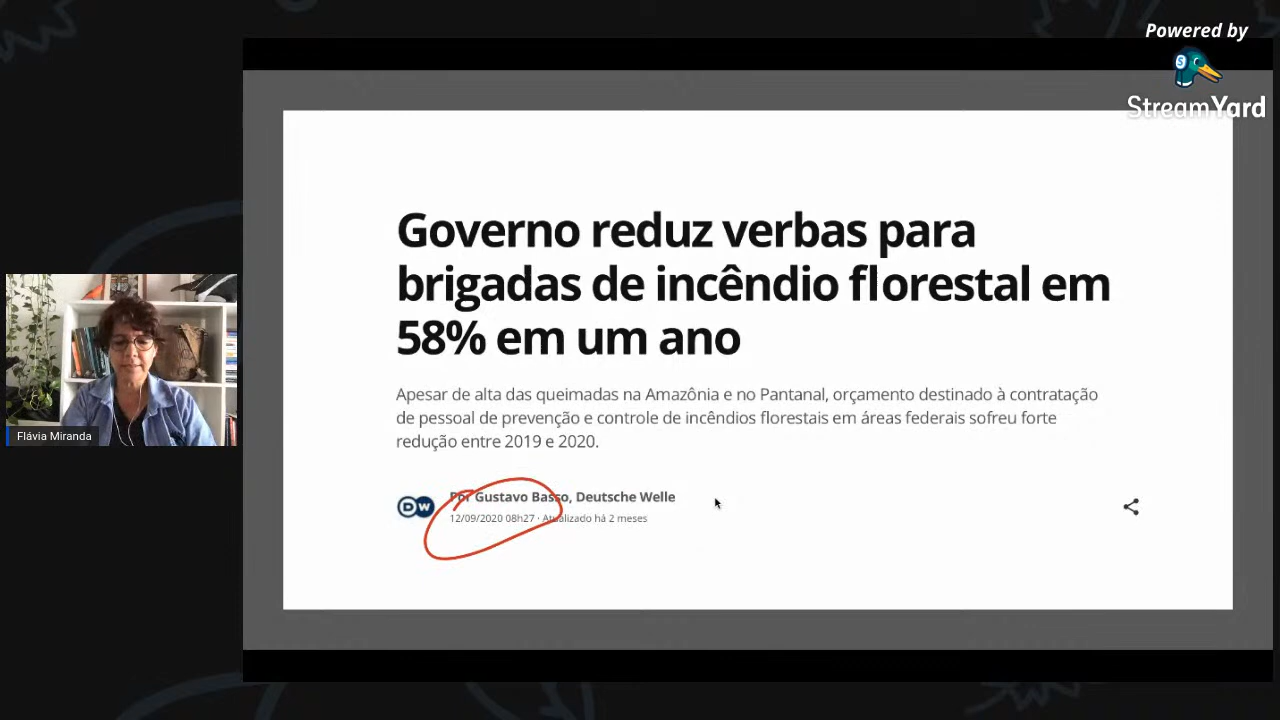 Powered by
StreamYard
Governo reduz verbas para
brigadas de incêndio florestal em
58% em um ano
Apesar de alta das queimadas na Amazônia e no Pantanal, orçamento destinado à contratação
de pessoal de prevenção e controle de incêndios florestais em áreas federais sofreu forte
redução entre 2019 e 2020.
DW
Por Gustavo Basso, Deutsche Welle
12/09/2020 08h27 · Atualizado há 2 meses
Flávia Miranda